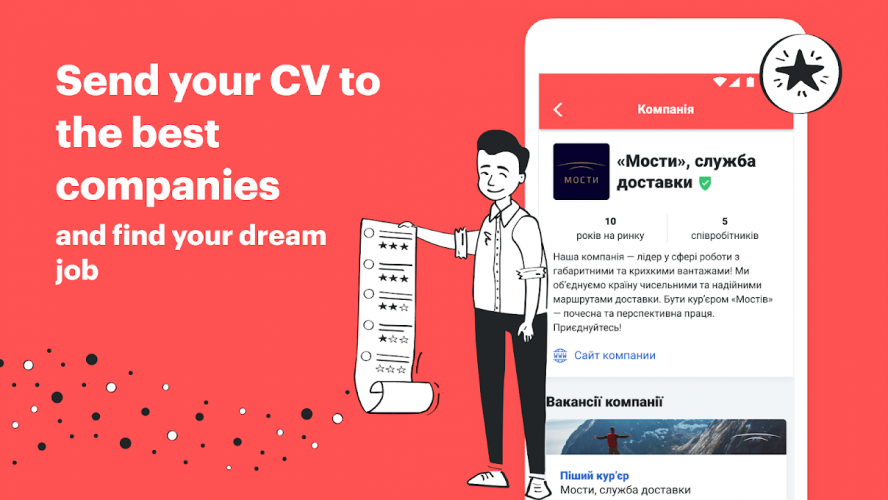 Send your CV to
the best
companies
and find your dream
job
Компанія
МОСТИ
«Мости», служба
доставки
10
років на ринку
5
співробітників
Наша компанія — лідер у сфері роботи з
габаритними та крихкими вантажами! Ми
об’єднуємо країну чисельними та надійними
маршрутами доставки. Бути кур’єром «Мостів»
— почесна та перспективна праця.
Приєднуйтесь!
Сайт компании
Вакансії компанії
МОСТИ
Піший кур’єр
Мости, служба доставки